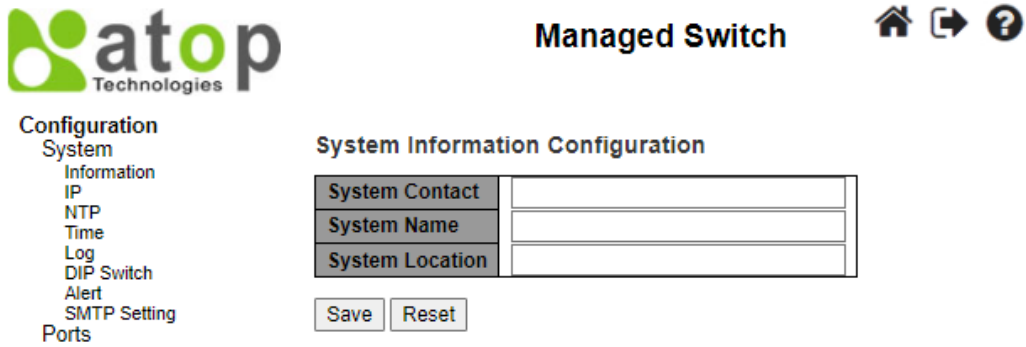 atop
Technologies
Managed Switch
Configuration
System
Information
IP
NTP
Time
Log
DIP Switch
Alert
SMTP Setting
Ports
System Information Configuration
System Contact
System Name
System Location
Save Reset